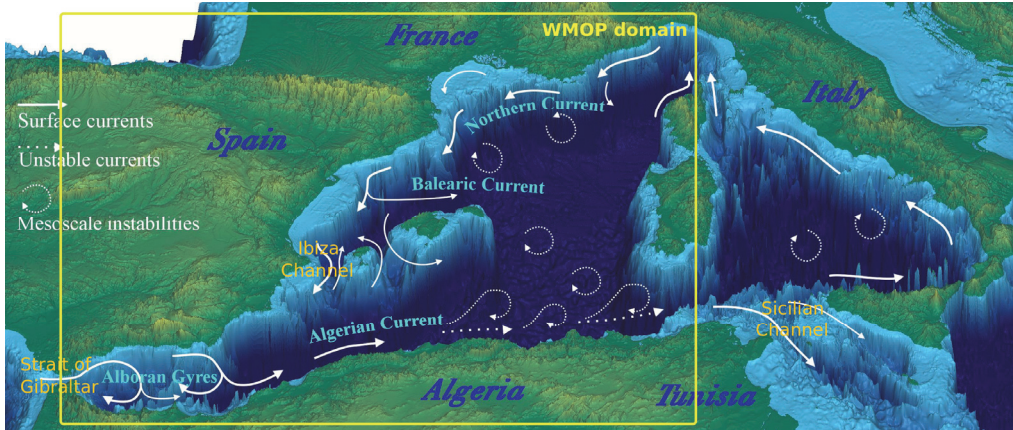 France
WMOP domain
Italy
Surface currents
Northern Current
Spain
Unstable currents
Balearic Current
Mesoscale instabilities
Ibiza
Channel
Sicilian
Channel
Algerian Current
Strait of
Gibraltar
Alboran Gyres
Algeria
Tunisia